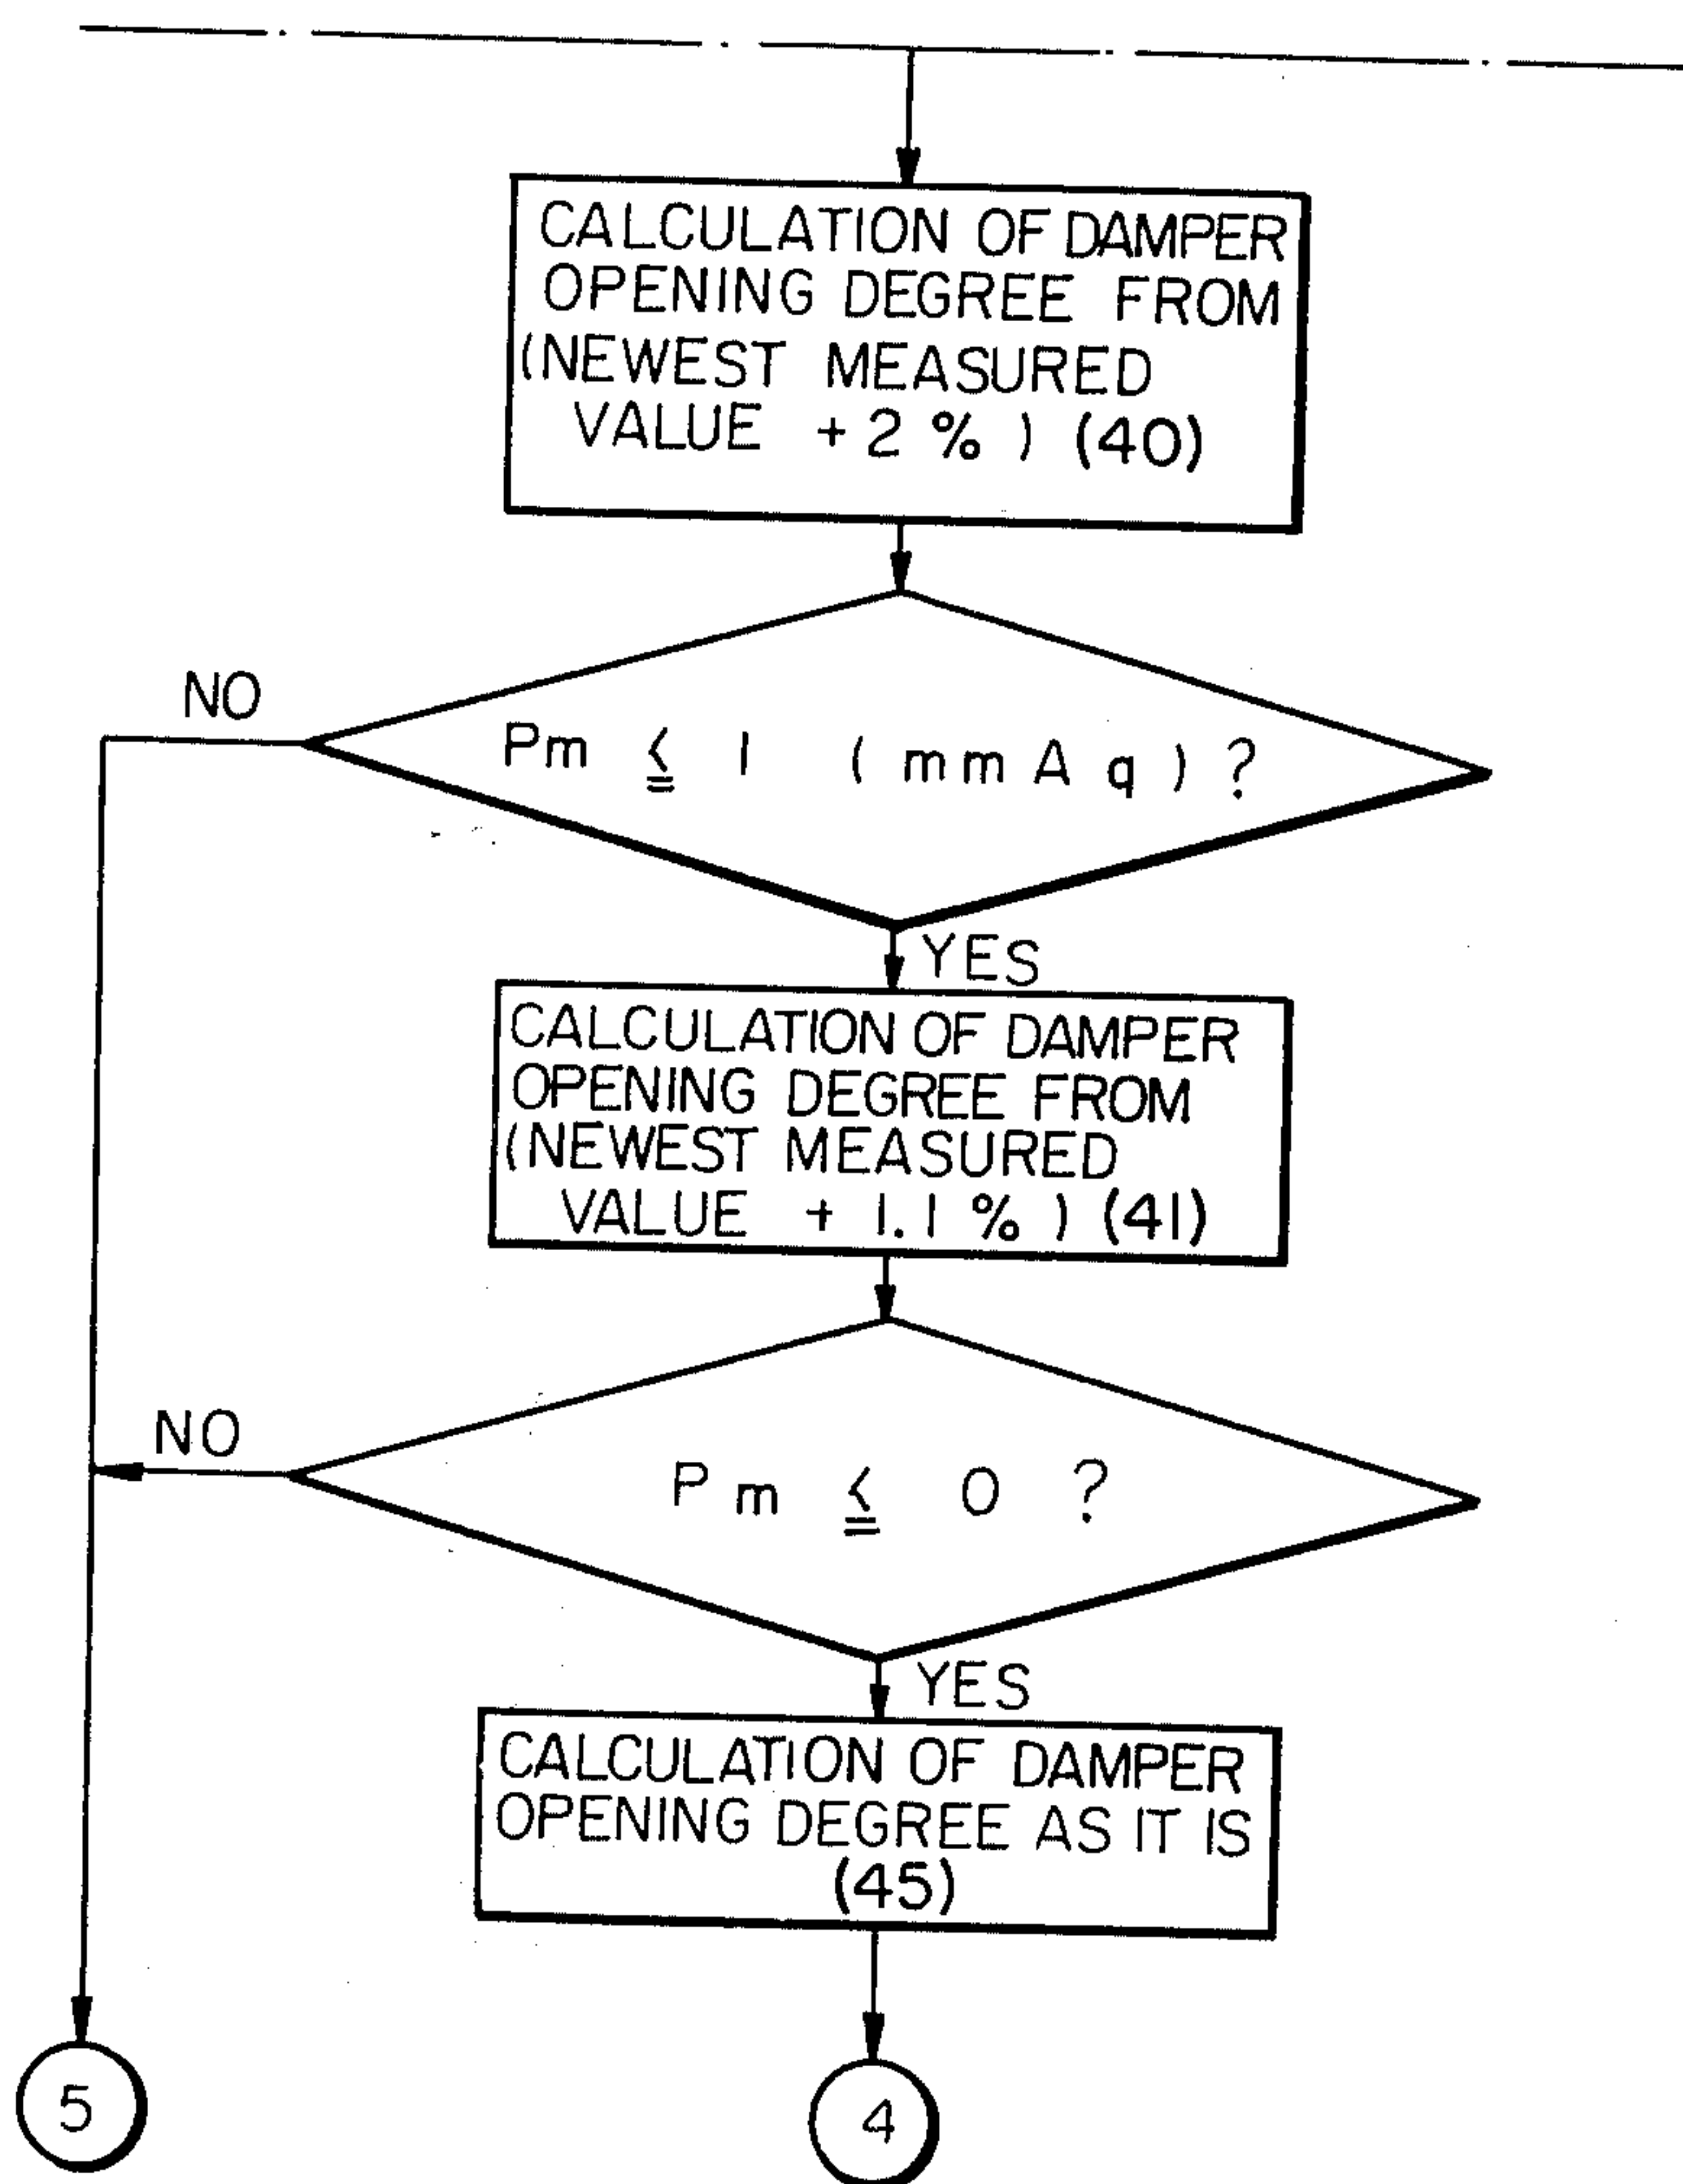 CALCULATION OF DAMPER
OPENING DEGREE FROM
(NEWEST MEASURED
VALUE +2 % ) (40)
NO
Pm ≦ 1 (mmAq)?
YES
CALCULATION OF DAMPER
OPENING DEGREE FROM
(NEWEST MEASURED
VALUE + 1.1 % ) (41)
NO
Pm ≦ 0 ?
YES
CALCULATION OF DAMPER
OPENING DEGREE AS IT IS
(45)
5
4